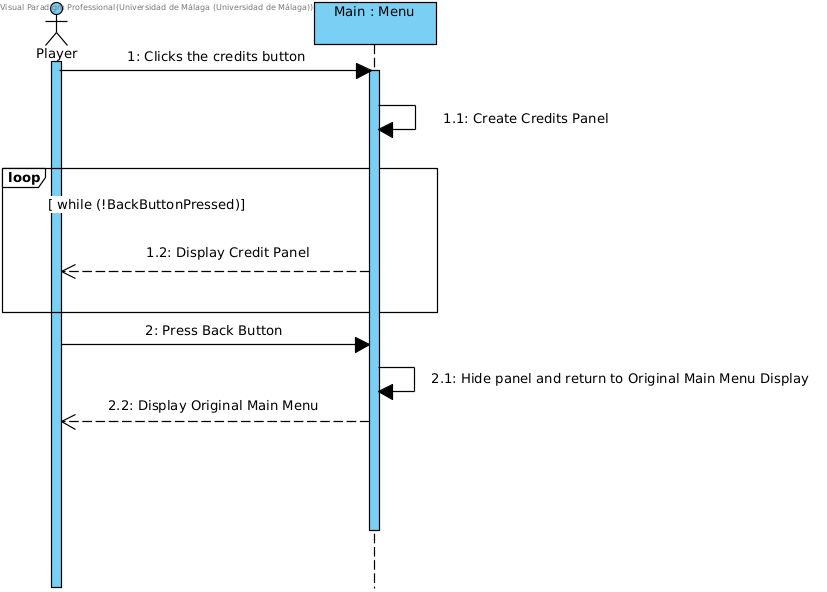 Visual Paradigm Professional(Universidad de Málaga (Universidad de Málaga))
Main : Menu
Player
1: Clicks the credits button
1.1: Create Credits Panel
loop
[ while (!BackButtonPressed)]
1.2: Display Credit Panel
2: Press Back Button
2.1: Hide panel and return to Original Main Menu Display
2.2: Display Original Main Menu